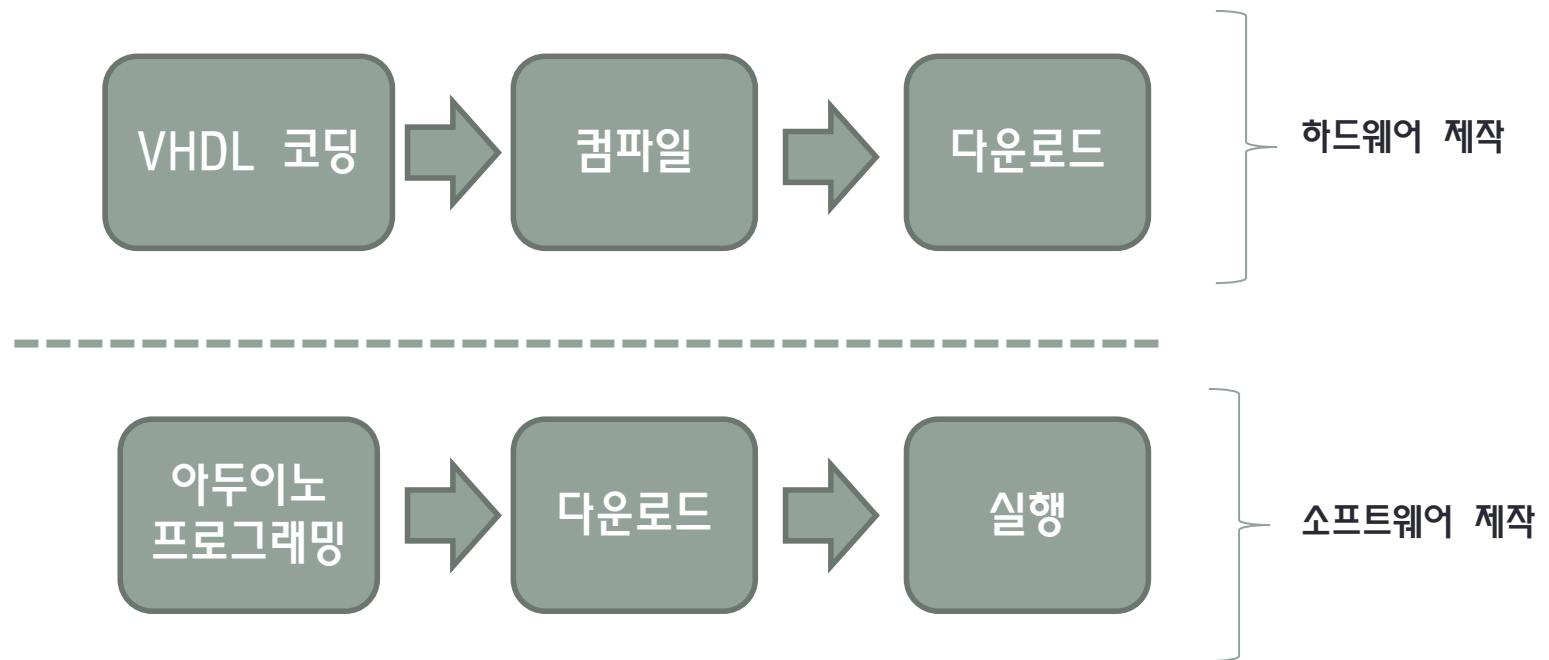 VHDL 코딩
컴파일
다운로드
하드웨어 제작
아두이노
프로그래밍
다운로드
실행
소프트웨어 제작